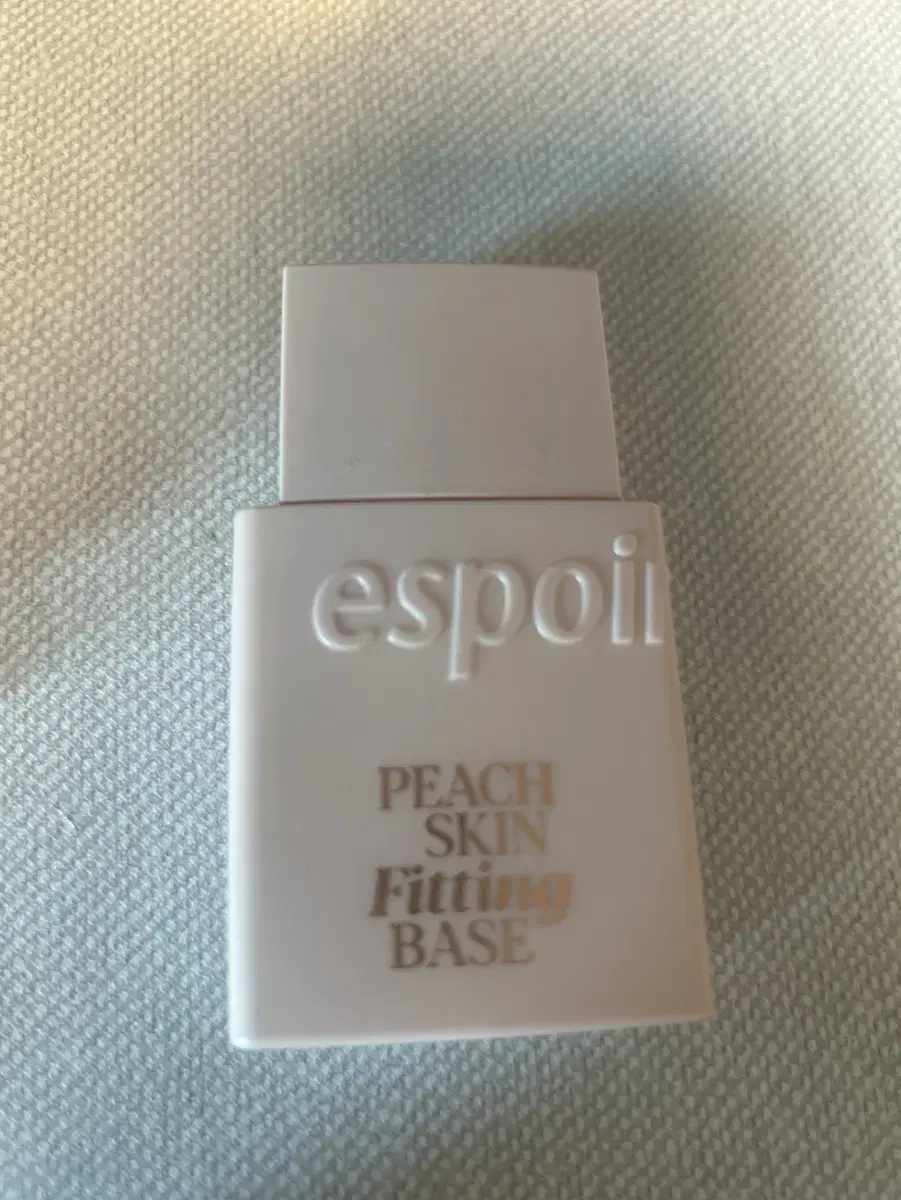 espoir
PEACH
SKIN
Fitting
BASE